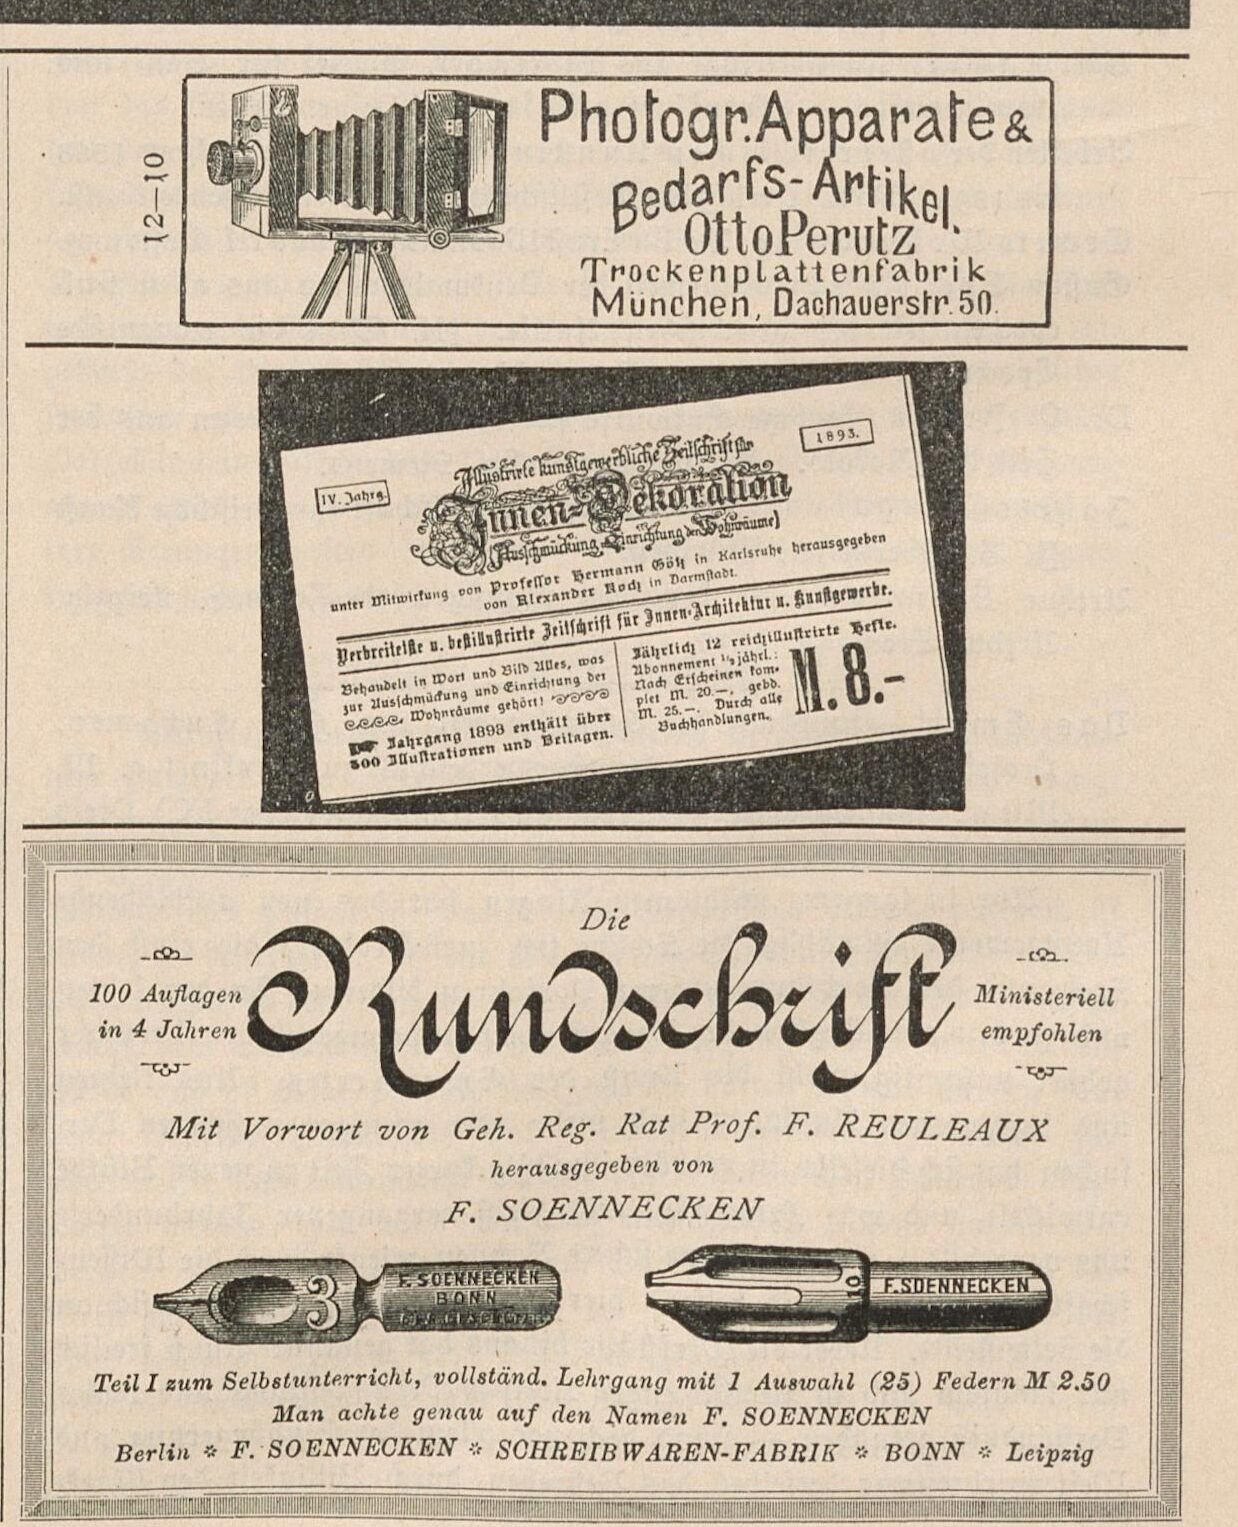 12—10
Photogr. Apparate &
Bedarfs-Artikel.
Otto Perutz
Trockenplattenfabrik
München, Dachauerstr. 50.
IV. Jahrg.
1893.
Illustrirte kunstgewerbliche Zeitschrift für
Innen-Dekoration
(Ausschmückung u. Einrichtung der Wohnräume)
unter Mitwirkung von Professor Hermann Götz in Karlsruhe herausgegeben
von Alexander Koch in Darmstadt.
Verbreitetste u. bestillustrirte Zeitschrift für Innen-Architektur u. Kunstgewerbe.
Behandelt in Wort und Bild Alles, was
zur Ausschmückung und Einrichtung der
Wohnräume gehört!
Jahrgang 1893 enthält über
300 Illustrationen und Beilagen.
Jährlich 12 reichillustrirte Hefte.
Abonnement ½ jährl.:
Nach Erscheinen kom-
plet M. 20.—, gebd.
M. 25.—. Durch alle
Buchhandlungen.
M. 8.-
Die
Rundschrift
100 Auflagen
in 4 Jahren
Ministeriell
empfohlen
Mit Vorwort von Geh. Reg. Rat Prof. F. REULEAUX
herausgegeben von
F. SOENNECKEN
F. SOENNECKEN
BONN
3
10
F. SOENNECKEN
Teil I zum Selbstunterricht, vollständ. Lehrgang mit 1 Auswahl (25) Federn M 2.50
Man achte genau auf den Namen F. SOENNECKEN
Berlin * F. SOENNECKEN * SCHREIBWAREN-FABRIK * BONN * Leipzig